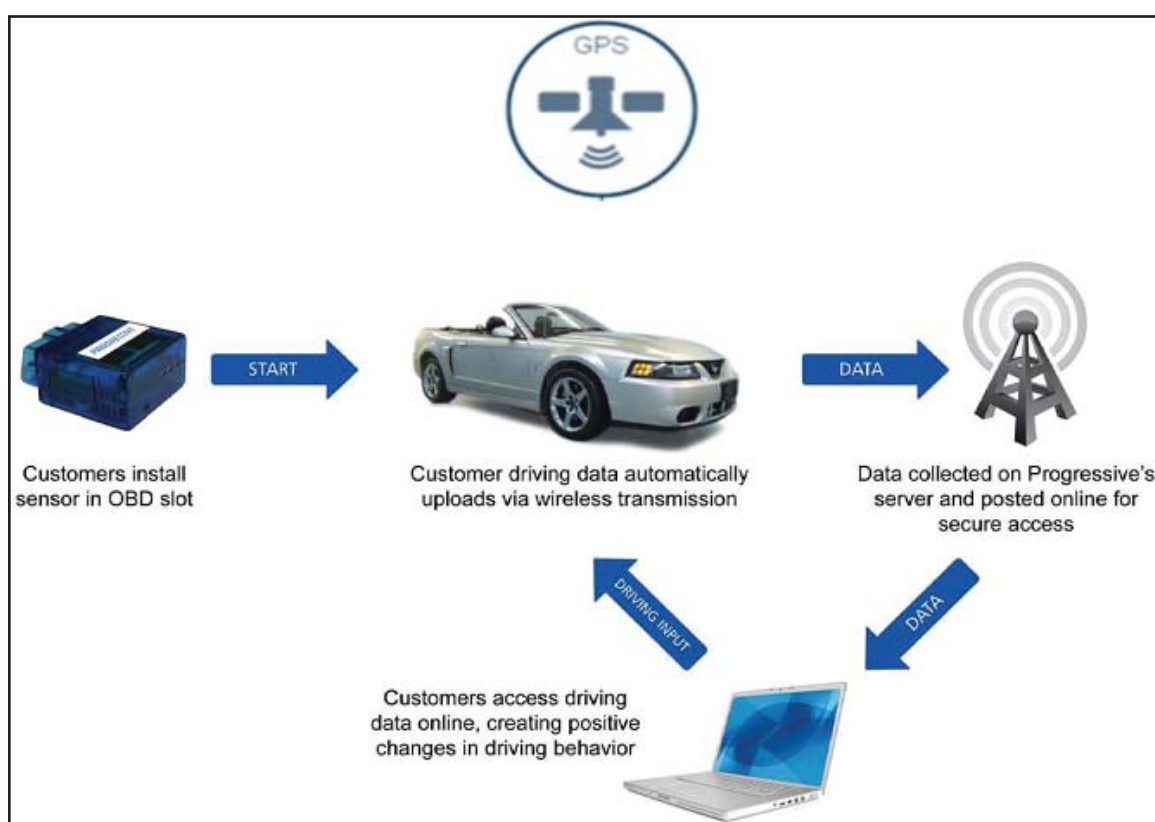 GPS
PROGRESSIVE
START
DATA
Customers install
sensor in OBD slot
Customer driving data automatically
uploads via wireless transmission
Data collected on Progressive's
server and posted online for
secure access
DRIVING INPUT
DATA
Customers access driving
data online, creating positive
changes in driving behavior